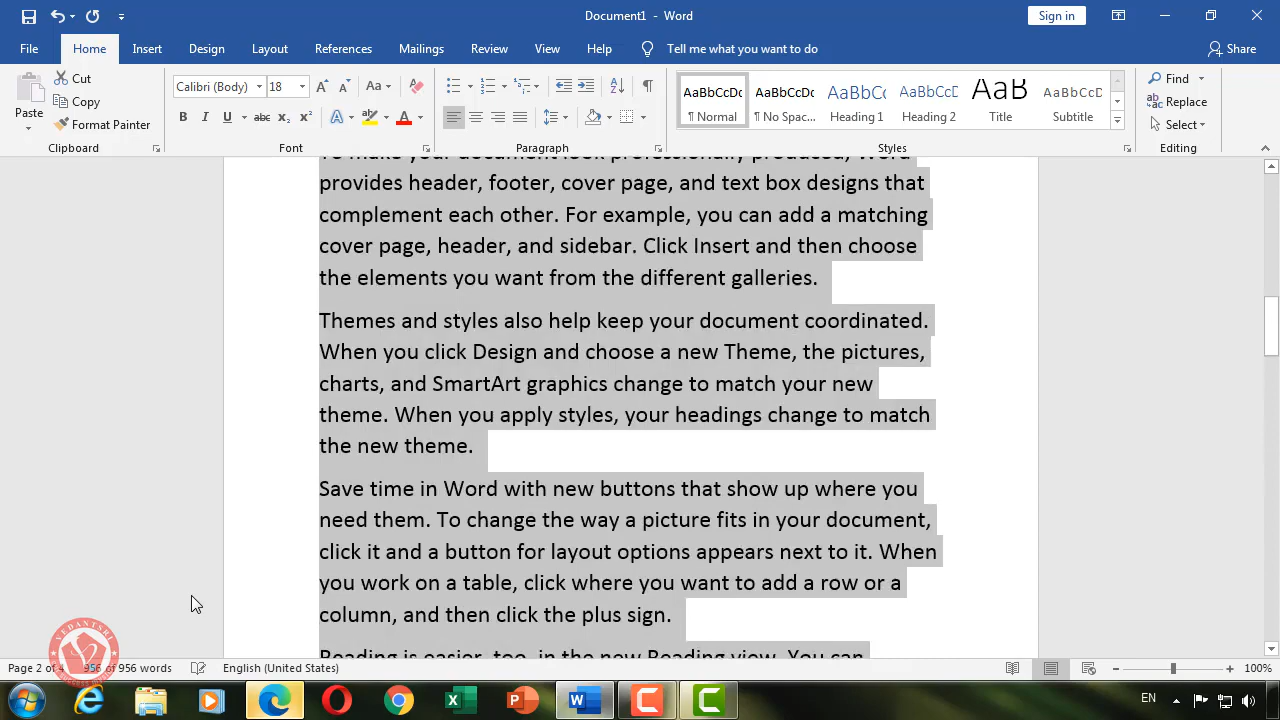 Document1 - Word
Sign in
File Home Insert Design Layout References Mailings Review View Help Tell me what you want to do Share
Cut
Copy
Format Painter
Paste
Clipboard
Calibri (Body) 18
Font
Paragraph
AaBbCcDc AaBbCcDc AaBbCc AaBbCcD AaB AaBbCcD
¶ Normal ¶ No Spac... Heading 1 Heading 2 Title Subtitle
Styles
Find
Replace
Select
Editing
To make your document look professionally produced, Word
provides header, footer, cover page, and text box designs that
complement each other. For example, you can add a matching
cover page, header, and sidebar. Click Insert and then choose
the elements you want from the different galleries.
Themes and styles also help keep your document coordinated.
When you click Design and choose a new Theme, the pictures,
charts, and SmartArt graphics change to match your new
theme. When you apply styles, your headings change to match
the new theme.
Save time in Word with new buttons that show up where you
need them. To change the way a picture fits in your document,
click it and a button for layout options appears next to it. When
you work on a table, click where you want to add a row or a
column, and then click the plus sign.
Reading is easier, too, in the new Reading view. You can
VEDANTSRI
Page 2 of 4 956 of 956 words English (United States) 100%
EN